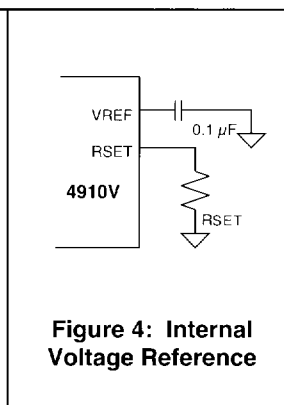 VREF
0.1 µF
RSET
4910V
RSET
Figure 4: Internal
Voltage Reference